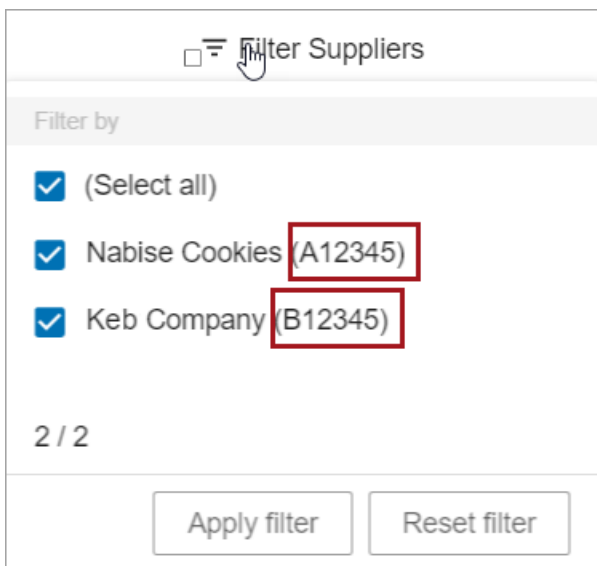 Filter Suppliers
Filter by
(Select all)
Nabise Cookies (A12345)
Keb Company (B12345)
2 / 2
Apply filter
Reset filter